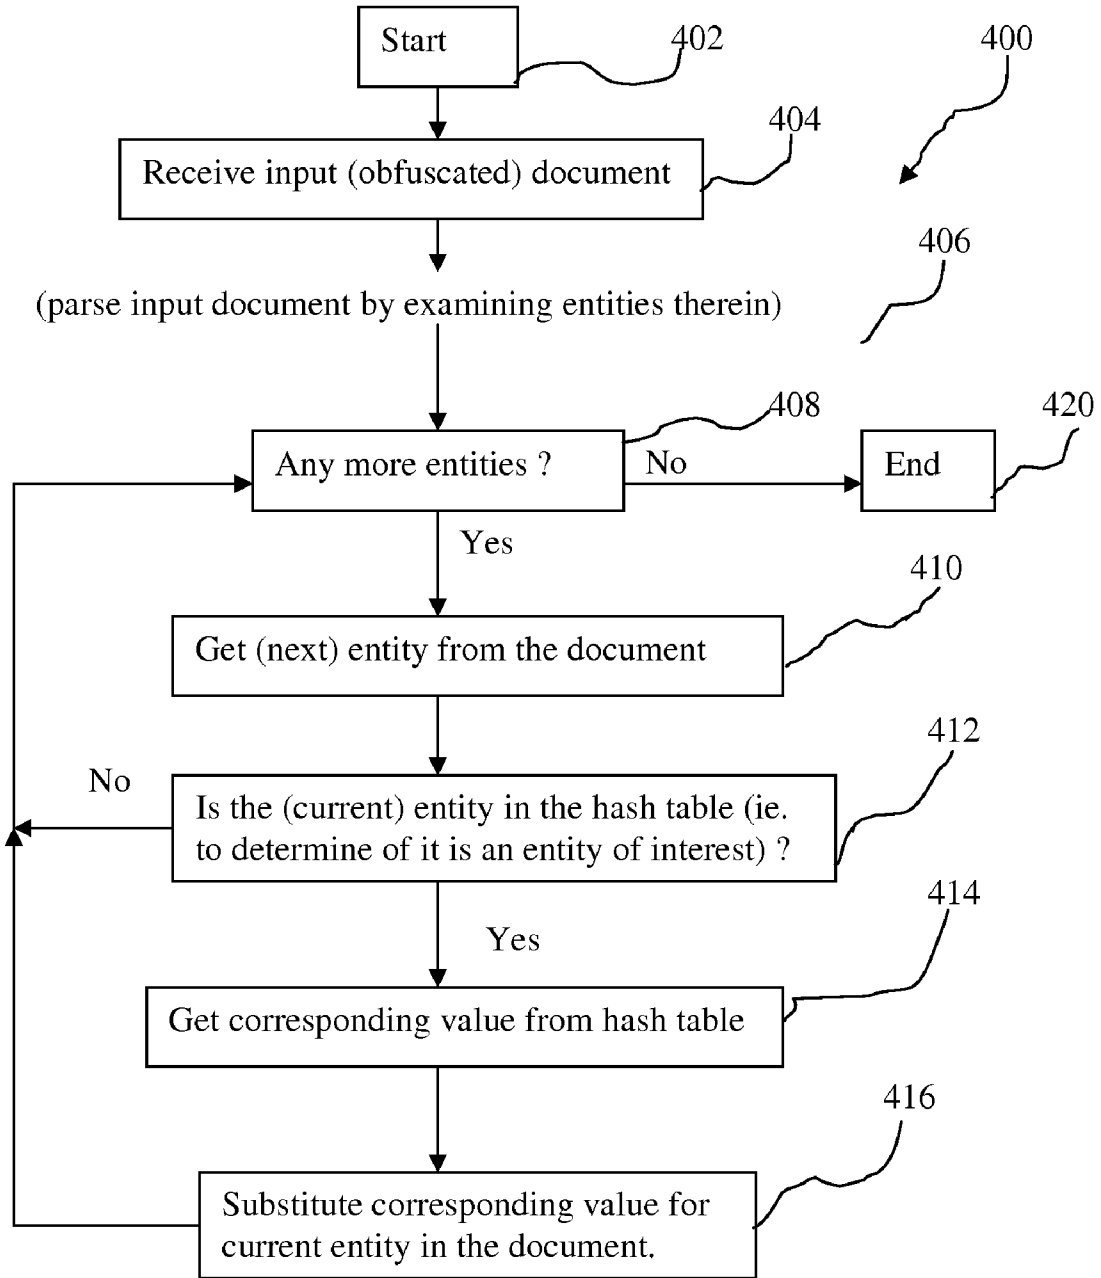 Start
402
400
404
Receive input (obfuscated) document
406
(parse input document by examining entities therein)
408
420
Any more entities ?
No
End
Yes
410
Get (next) entity from the document
412
No
Is the (current) entity in the hash table (ie.
to determine of it is an entity of interest) ?
414
Yes
Get corresponding value from hash table
416
Substitute corresponding value for
current entity in the document.